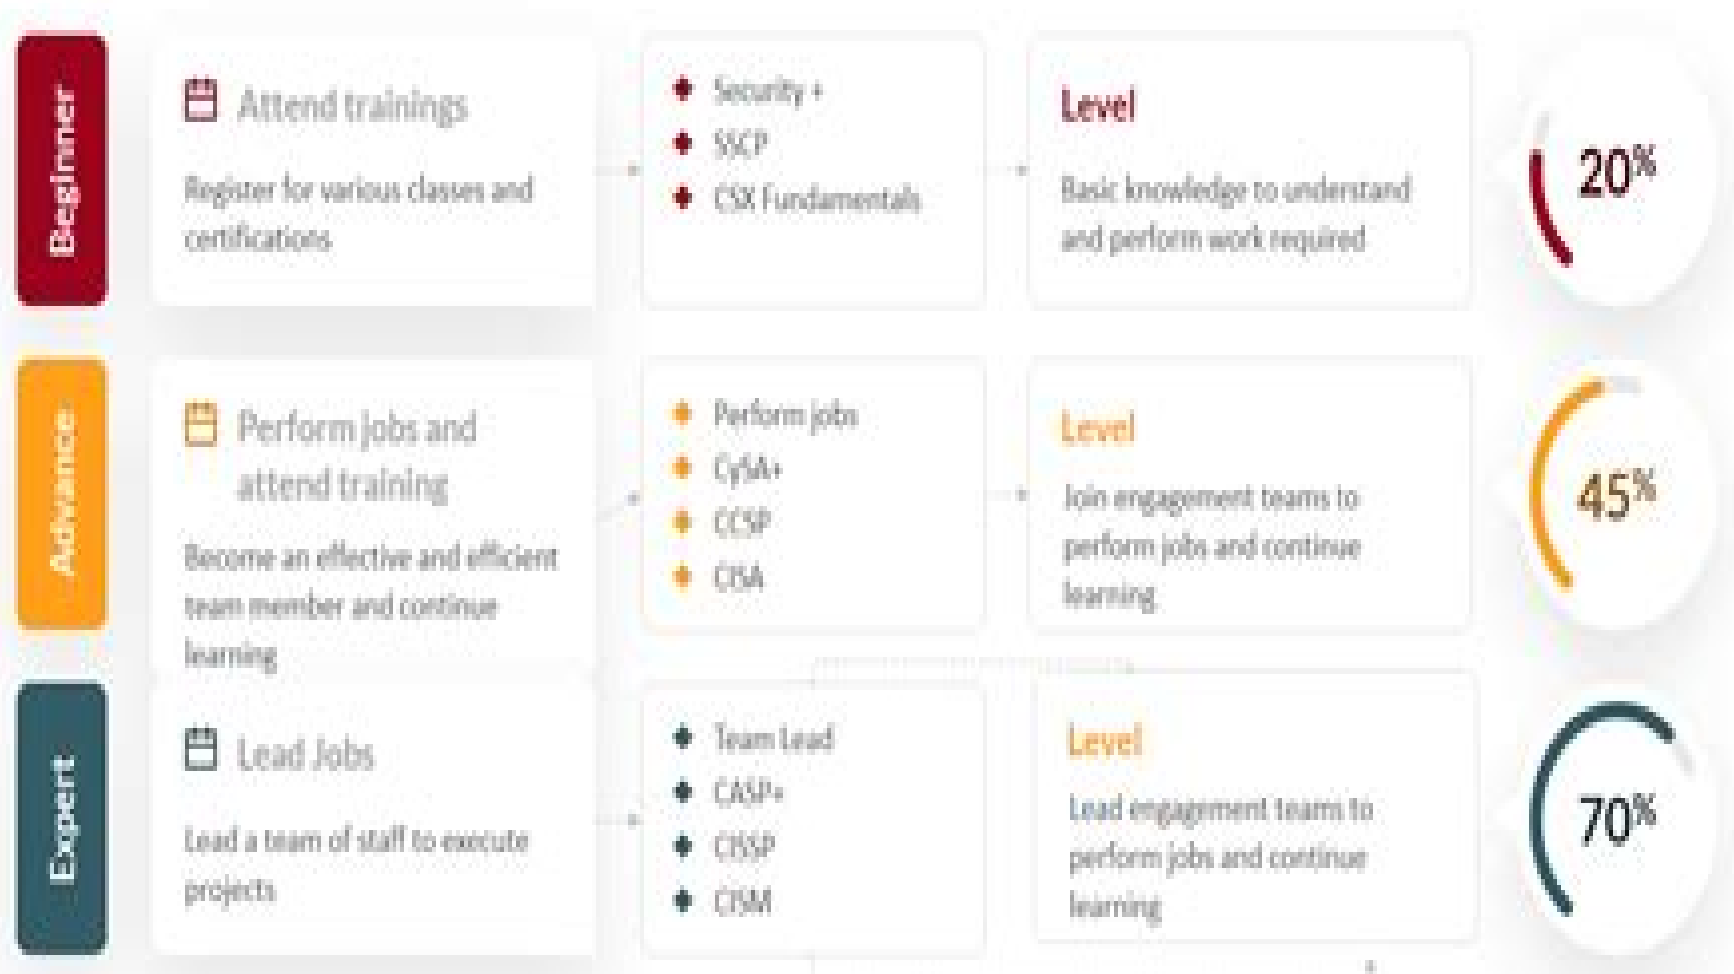 Beginner
Attend trainings
Register for various classes and
certifications
Security +
SSCP
CSX Fundamentals
Level
Basic knowledge to understand
and perform work required
20%
Advance
Perform jobs and
attend training
Become an effective and efficient
team member and continue
learning
Perform jobs
CySA+
CCSP
CISA
Level
Join engagement teams to
perform jobs and continue
learning
45%
Expert
Lead Jobs
Lead a team of staff to execute
projects
Team Lead
CASP+
CISSP
CISM
Level
Lead engagement teams to
perform jobs and continue
learning
70%